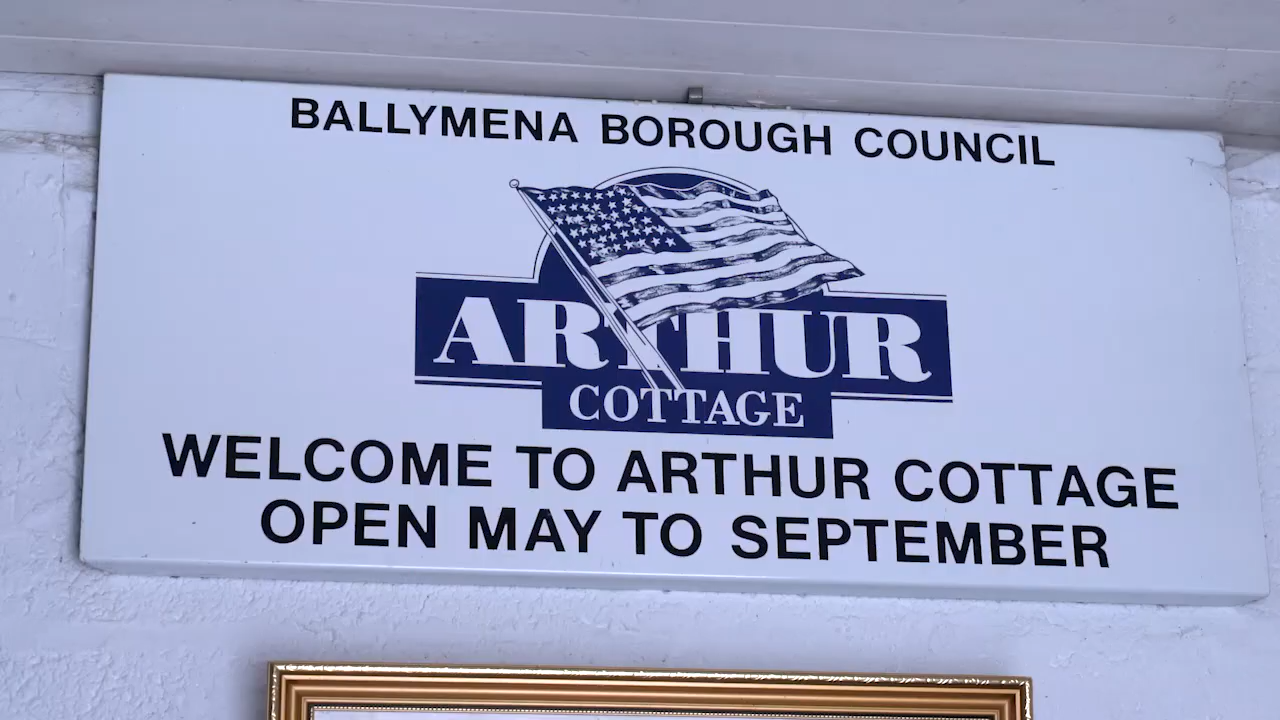 BALLYMENA BOROUGH COUNCIL
ARTHUR
COTTAGE
WELCOME TO ARTHUR COTTAGE
OPEN MAY TO SEPTEMBER